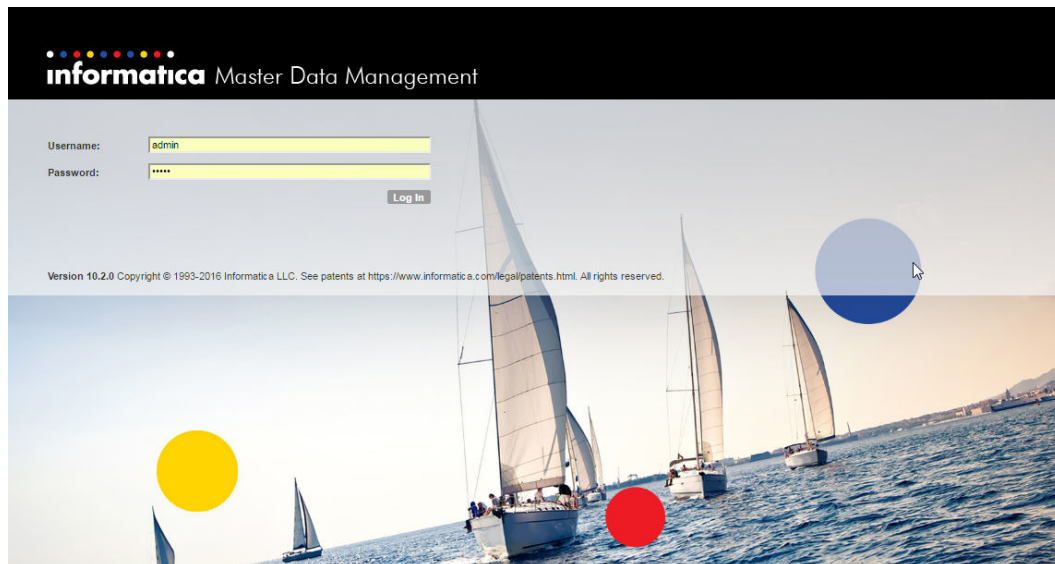 ınformatıca Master Data Management
Username: admin
Password: •••••
Log In
Version 10.2.0 Copyright © 1993-2016 Informatica LLC. See patents at https://www.informatica.com/legal/patents.html. All rights reserved.